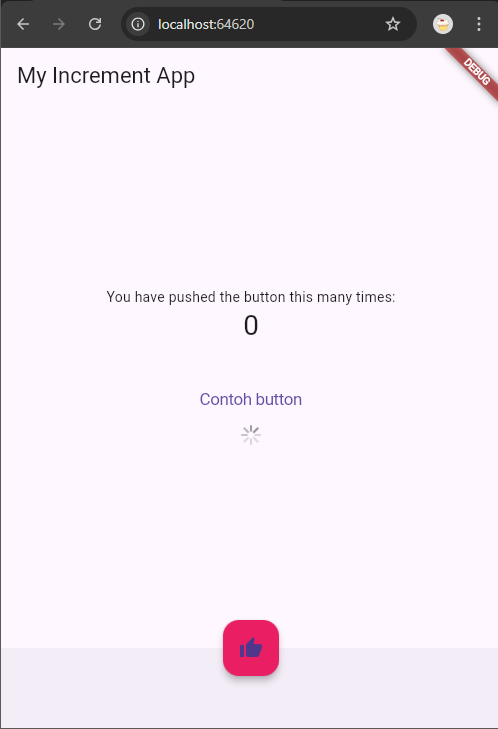 localhost:64620
My Increment App
DEBUG
You have pushed the button this many times:
0
Contoh button